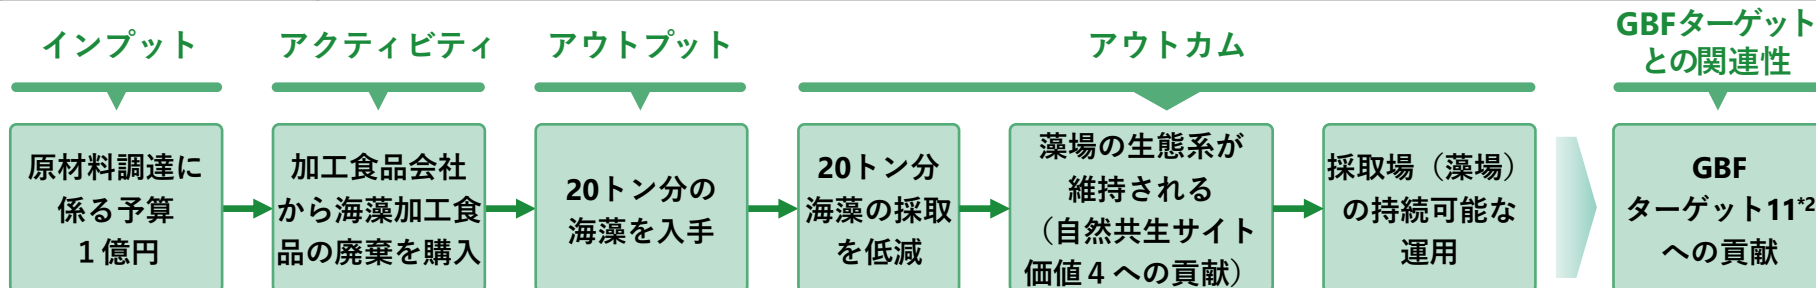 インプット
アクティビティ
アウトプット
アウトカム
GBFターゲット
との関連性
原材料調達に
係る予算
１億円
加工食品会社
から海藻加工食
品の廃棄を購入
20トン分の
海藻を入手
20トン分
海藻の採取
を低減
藻場の生態系が
維持される
（自然共生サイト
価値４への貢献）
採取場（藻場）
の持続可能な
運用
GBF
ターゲット11*2
への貢献